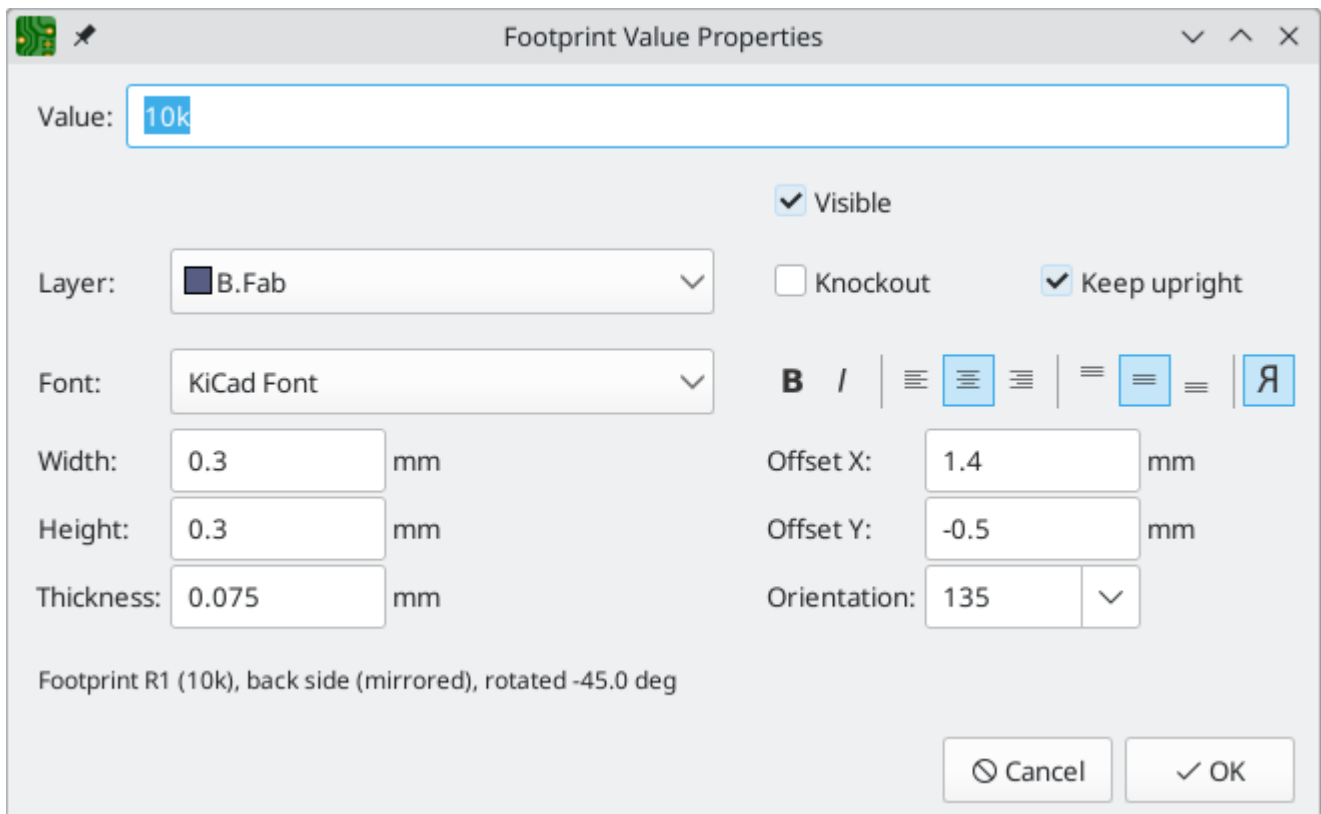 Footprint Value Properties
Value: 10k
Visible
Layer: B.Fab Knockout Keep upright
Font: KiCad Font B I Я
Width: 0.3 mm Offset X: 1.4 mm
Height: 0.3 mm Offset Y: -0.5 mm
Thickness: 0.075 mm Orientation: 135
Footprint R1 (10k), back side (mirrored), rotated -45.0 deg
Cancel OK